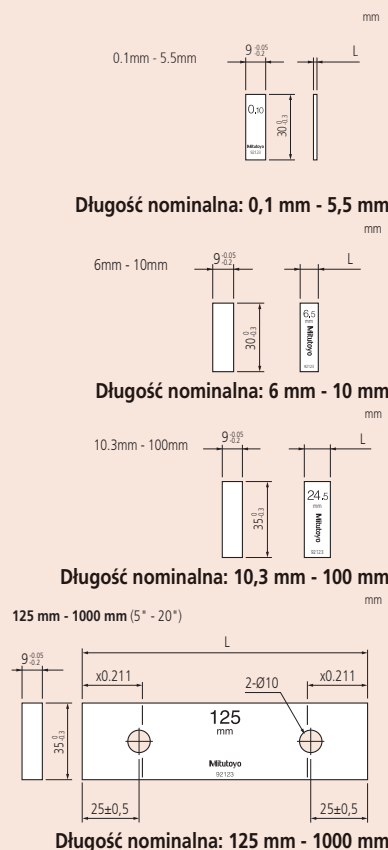 mm
0.1mm - 5.5mm
9 -0.05 -0.2
L
0,10
30 0 -0.3
Mitutoyo
92123
Długość nominalna: 0,1 mm - 5,5 mm
mm
6mm - 10mm
9 -0.05 -0.2
L
30 0 -0.3
6,5
mm
Mitutoyo
92123
Długość nominalna: 6 mm - 10 mm
mm
10.3mm - 100mm
9 -0.05 -0.2
L
35 0 -0.3
24.5
mm
Mitutoyo
92123
Długość nominalna: 10,3 mm - 100 mm
mm
125 mm - 1000 mm (5" - 20")
L
9 -0.05 -0.2
x0.211
2-Ø10
x0.211
35 0 -0.3
125
mm
Mitutoyo
92123
25±0,5
25±0,5
Długość nominalna: 125 mm - 1000 mm